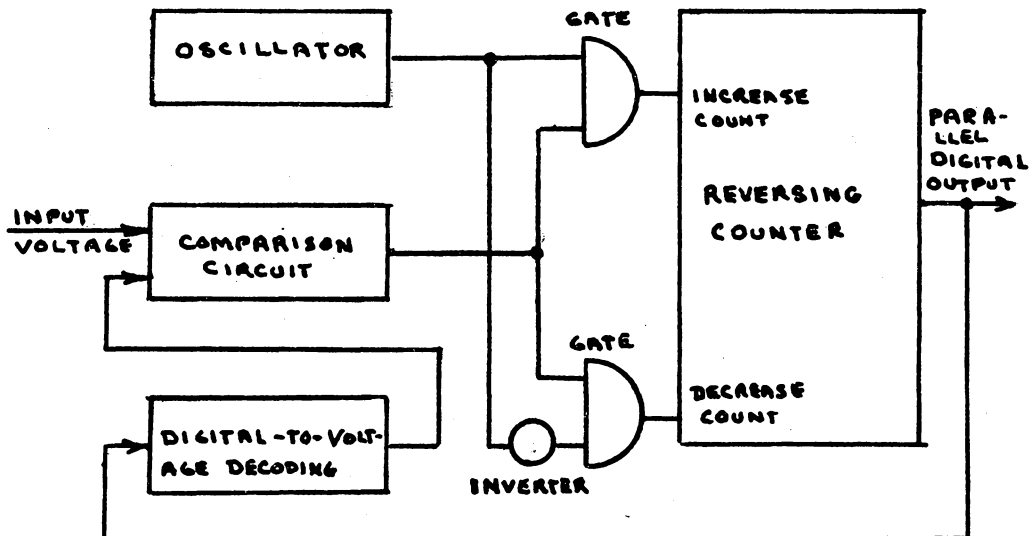 GATE
OSCILLATOR
INCREASE
COUNT
PARA-
LLEL
DIGITAL
OUTPUT
REVERSING
COUNTER
INPUT
VOLTAGE
COMPARISON
CIRCUIT
GATE
DECREASE
COUNT
DIGITAL-TO-VOLT-
AGE DECODING
INVERTER